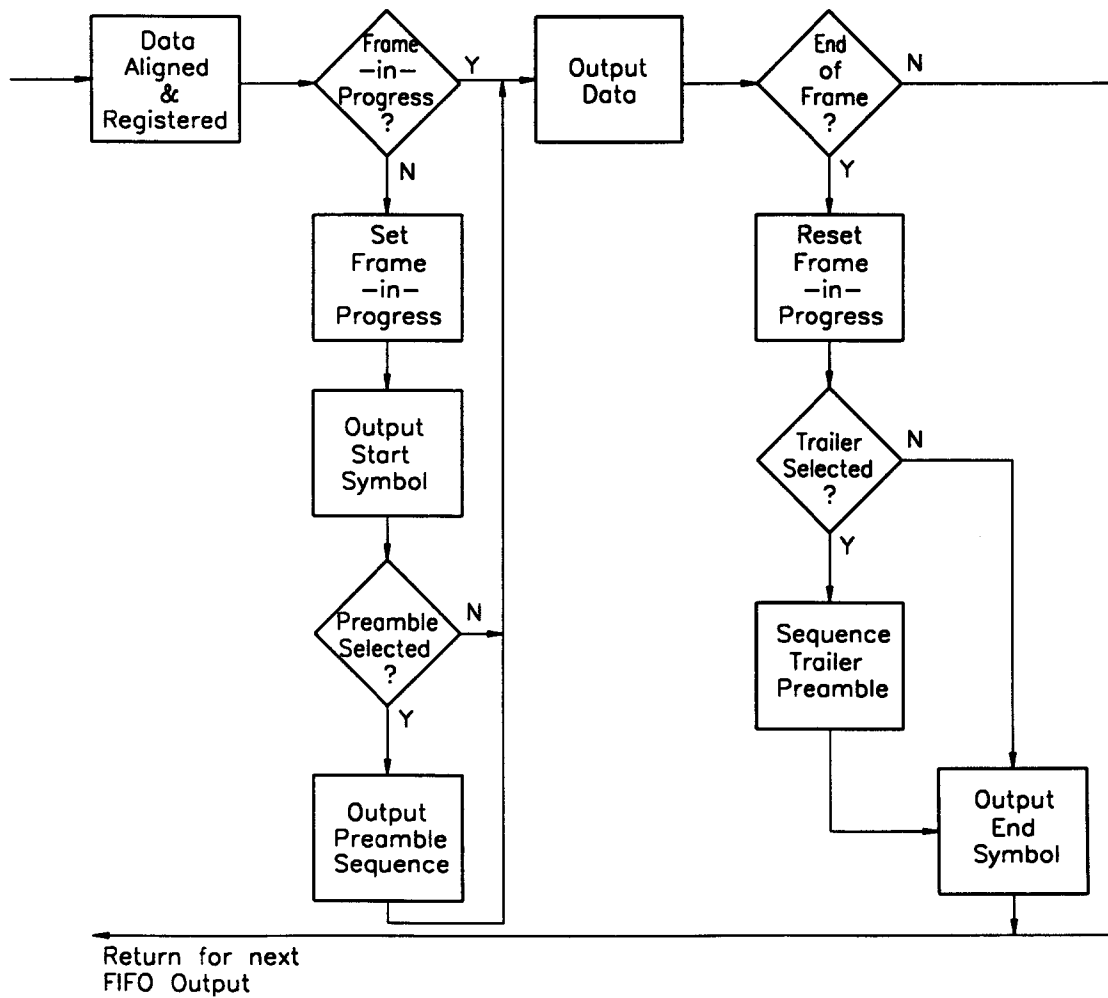 Data
Aligned
&
Registered
Frame
-in-
Progress
?
Y
N
Output
Data
End
of
Frame
?
N
Y
Set
Frame
-in-
Progress
Output
Start
Symbol
Preamble
Selected
?
N
Y
Output
Preamble
Sequence
Reset
Frame
-in-
Progress
Trailer
Selected
?
N
Y
Sequence
Trailer
Preamble
Output
End
Symbol
Return for next
FIFO Output